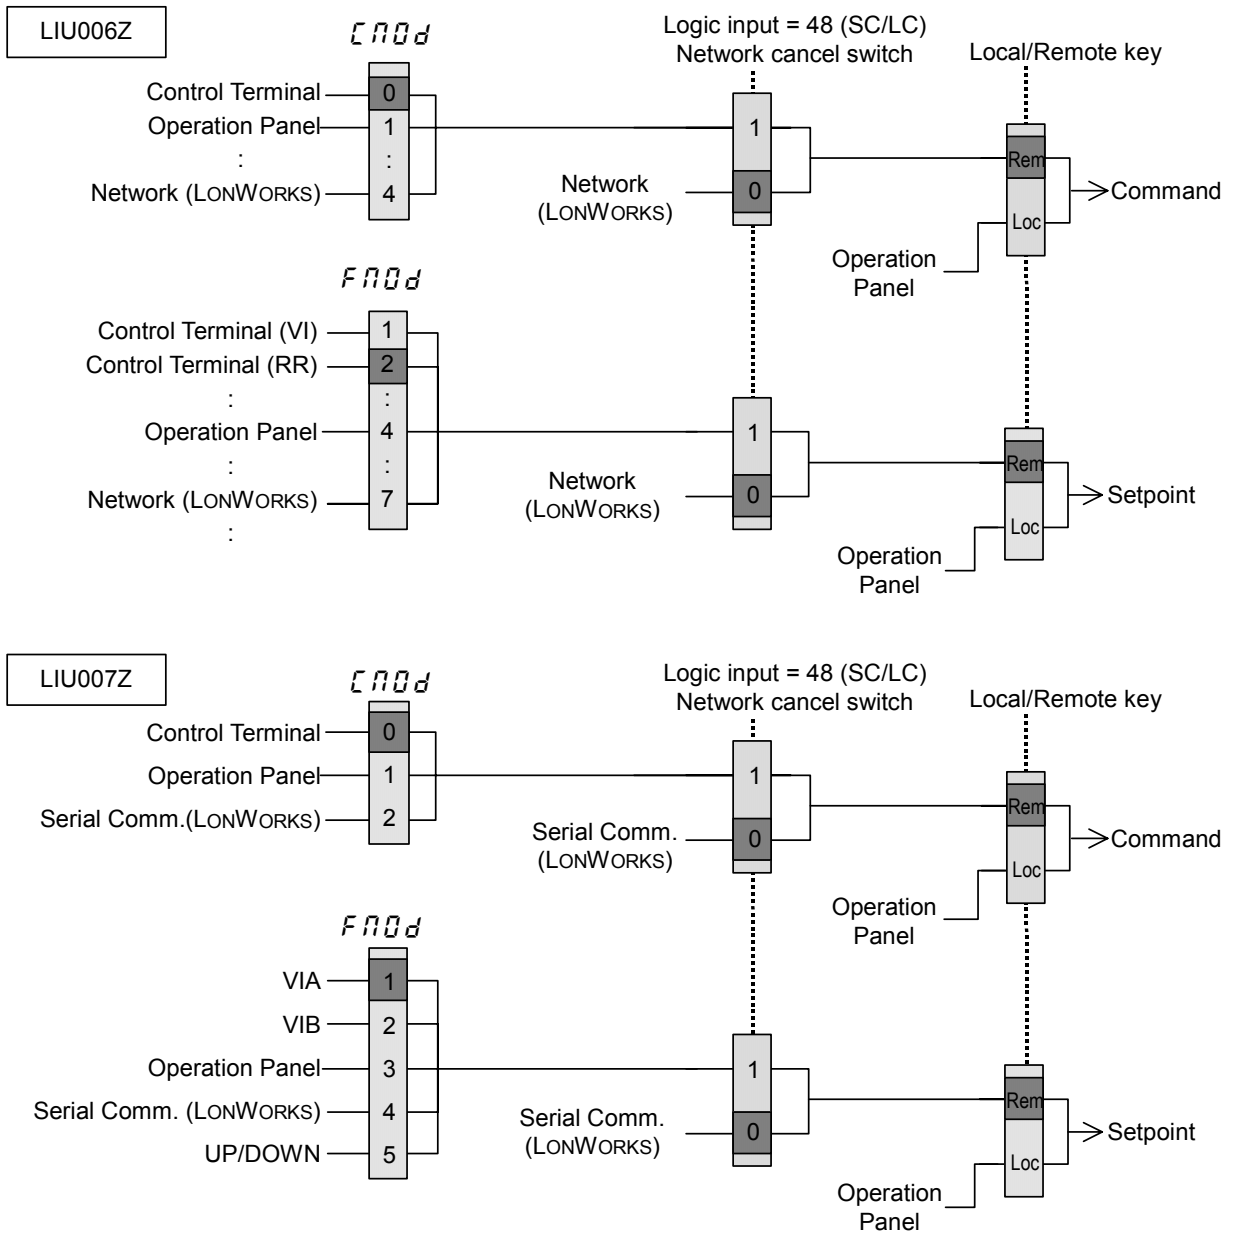 LIU006Z
CMOd
Logic input = 48 (SC/LC)
Network cancel switch
Local/Remote key
Control Terminal
0
Operation Panel
1
1
:
:
Rem
Network (LONWORKS)
4
Network
(LONWORKS)
0
Command
Loc
Operation
Panel
FMOd
Control Terminal (VI)
1
Control Terminal (RR)
2
:
:
Operation Panel
4
1
:
:
Rem
Network (LONWORKS)
7
Network
(LONWORKS)
0
Setpoint
:
Loc
Operation
Panel
LIU007Z
CMOd
Logic input = 48 (SC/LC)
Network cancel switch
Local/Remote key
Control Terminal
0
Operation Panel
1
1
Rem
Serial Comm.(LONWORKS)
2
Serial Comm.
(LONWORKS)
0
Command
Loc
Operation
Panel
FMOd
VIA
1
VIB
2
Operation Panel
3
1
Rem
Serial Comm. (LONWORKS)
4
Serial Comm.
(LONWORKS)
0
Setpoint
UP/DOWN
5
Loc
Operation
Panel